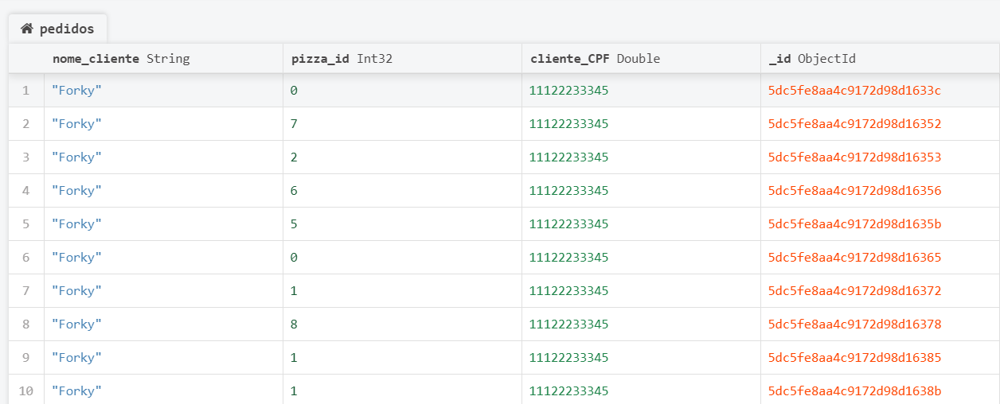 pedidos
nome_cliente String pizza_id Int32 cliente_CPF Double _id ObjectId
1 "Forky" 0 11122233345 5dc5fe8aa4c9172d98d1633c
2 "Forky" 7 11122233345 5dc5fe8aa4c9172d98d16352
3 "Forky" 2 11122233345 5dc5fe8aa4c9172d98d16353
4 "Forky" 6 11122233345 5dc5fe8aa4c9172d98d16356
5 "Forky" 5 11122233345 5dc5fe8aa4c9172d98d1635b
6 "Forky" 0 11122233345 5dc5fe8aa4c9172d98d16365
7 "Forky" 1 11122233345 5dc5fe8aa4c9172d98d16372
8 "Forky" 8 11122233345 5dc5fe8aa4c9172d98d16378
9 "Forky" 1 11122233345 5dc5fe8aa4c9172d98d16385
10 "Forky" 1 11122233345 5dc5fe8aa4c9172d98d1638b